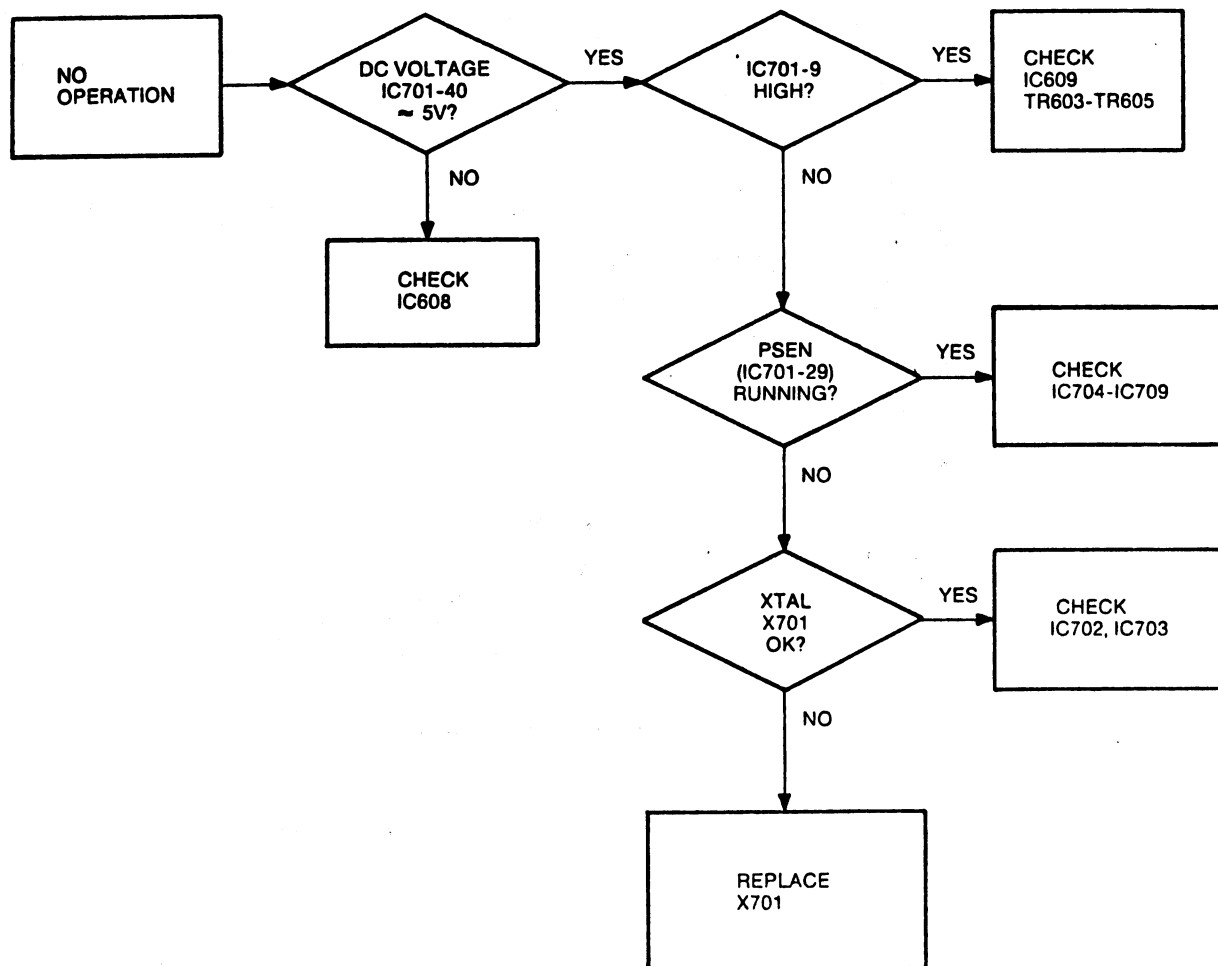 NO
OPERATION
DC VOLTAGE
IC701-40
≈ 5V?
YES
IC701-9
HIGH?
YES
CHECK
IC609
TR603-TR605
NO
CHECK
IC608
NO
PSEN
(IC701-29)
RUNNING?
YES
CHECK
IC704-IC709
NO
XTAL
X701
OK?
YES
CHECK
IC702, IC703
NO
REPLACE
X701